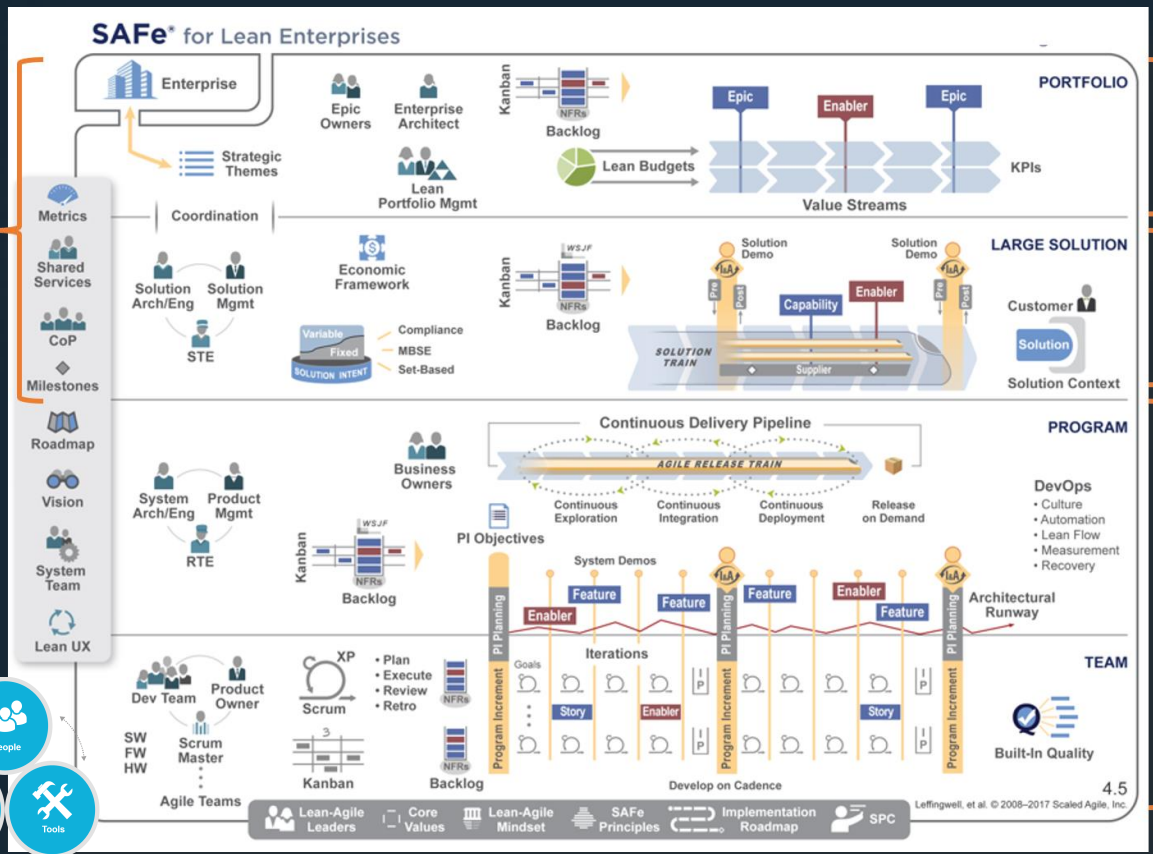 SAFe® for Lean Enterprises
Enterprise
Strategic
Themes
Epic
Owners
Enterprise
Architect
Lean
Portfolio Mgmt
Kanban
NFRs
Backlog
Lean Budgets
Epic
Enabler
Epic
KPIs
Value Streams
PORTFOLIO
Coordination
Metrics
Shared
Services
CoP
Milestones
Roadmap
Vision
System
Team
Lean UX
Solution
Arch/Eng
Solution
Mgmt
STE
Economic
Framework
Variable
Fixed
SOLUTION INTENT
Compliance
MBSE
Set-Based
Kanban
WSJF
NFRs
Backlog
Solution
Demo
I&A
Pre
Post
Capability
Enabler
SOLUTION
TRAIN
Supplier
Solution
Demo
I&A
Pre
Post
LARGE SOLUTION
Customer
Solution
Solution Context
System
Arch/Eng
Product
Mgmt
RTE
Business
Owners
Kanban
WSJF
NFRs
Backlog
Continuous Delivery Pipeline
AGILE RELEASE TRAIN
Continuous
Exploration
Continuous
Integration
Continuous
Deployment
Release
on Demand
PROGRAM
DevOps
• Culture
• Automation
• Lean Flow
• Measurement
• Recovery
PI Objectives
System Demos
PI Planning
Enabler
Feature
Feature
I&A
PI Planning
Feature
Enabler
Feature
I&A
PI Planning
Architectural
Runway
Dev Team
Product
Owner
SW
FW
HW
Scrum
Master
Agile Teams
XP
Scrum
• Plan
• Execute
• Review
• Retro
3
Kanban
NFRs
NFRs
Backlog
Program Increment
Goals
Iterations
Story
Enabler
I
P
I
P
Program Increment
Story
I
P
I
P
Program Increment
Develop on Cadence
TEAM
Built-In Quality
4.5
Leffingwell, et al. © 2008–2017 Scaled Agile, Inc.
Lean-Agile
Leaders
Core
Values
Lean-Agile
Mindset
SAFe
Principles
Implementation
Roadmap
SPC
eople
Tools